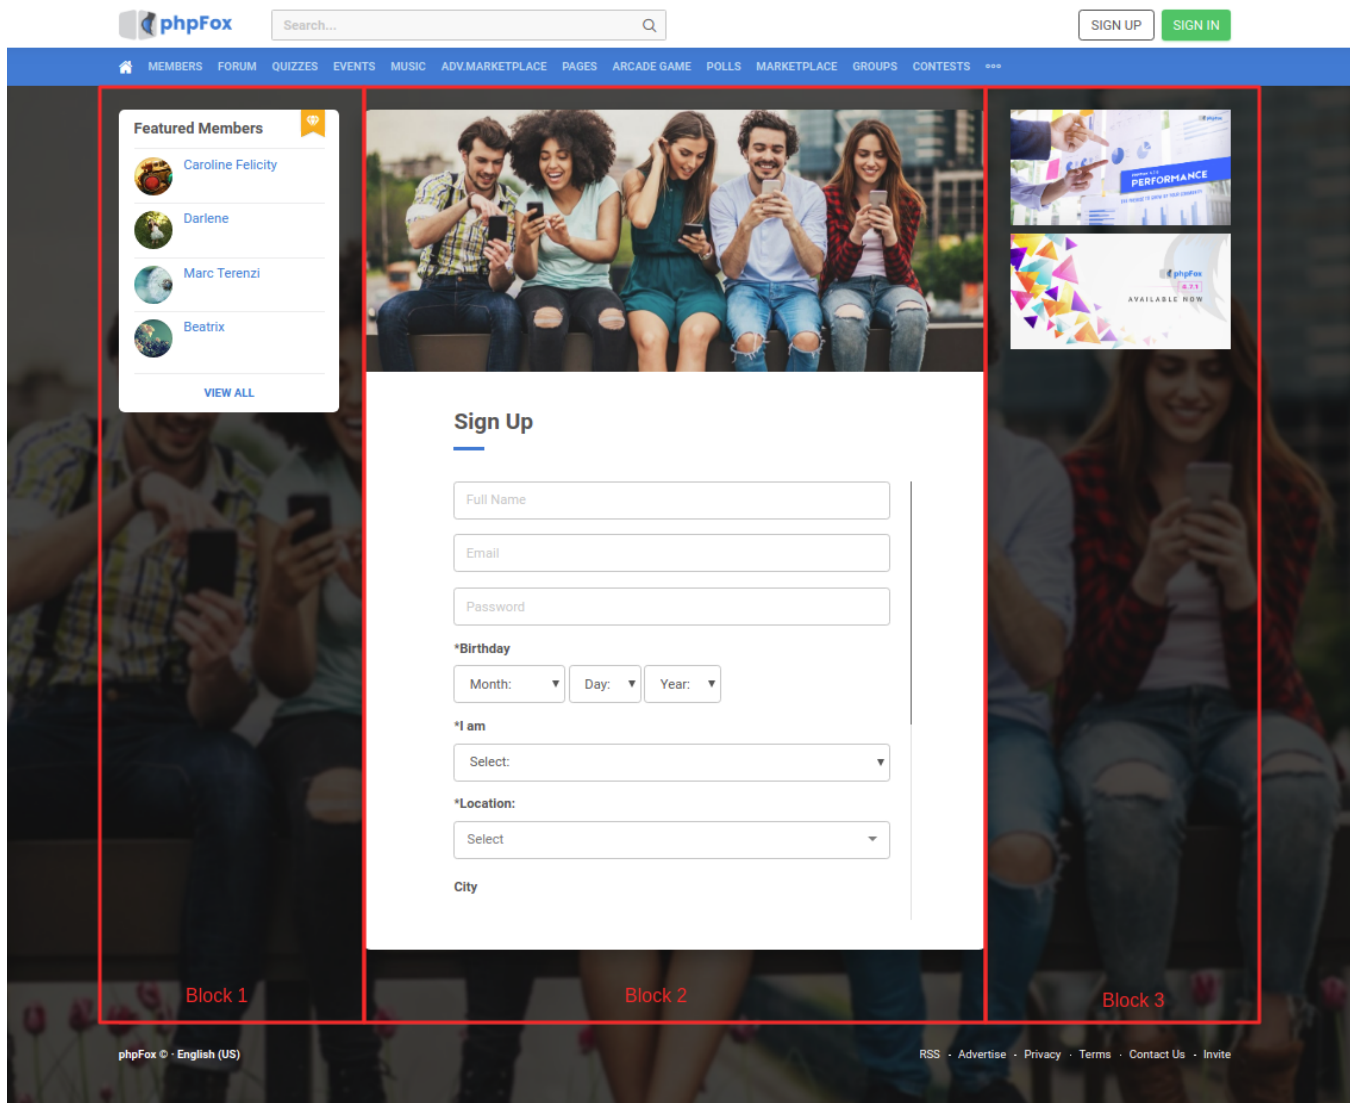 phpFox
Search...
SIGN UP
SIGN IN
MEMBERS FORUM QUIZZES EVENTS MUSIC ADV.MARKETPLACE PAGES ARCADE GAME POLLS MARKETPLACE GROUPS CONTESTS
Featured Members
Caroline Felicity
Darlene
Marc Terenzi
Beatrix
VIEW ALL
Sign Up
Full Name
Email
Password
*Birthday
Month: Day: Year:
*I am
Select:
*Location:
Select
City
phpFox
PERFORMANCE
phpFox
AVAILABLE NOW
Block 1
Block 2
Block 3
phpFox © · English (US)
RSS · Advertise · Privacy · Terms · Contact Us · Invite